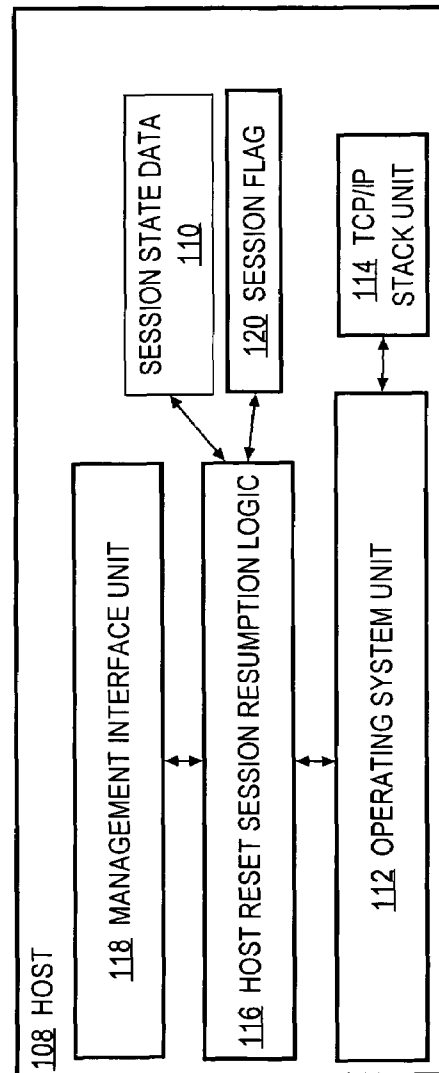 108 HOST
118 MANAGEMENT INTERFACE UNIT
SESSION STATE DATA
110
116 HOST RESET SESSION RESUMPTION LOGIC
120 SESSION FLAG
112 OPERATING SYSTEM UNIT
114 TCP/IP
STACK UNIT